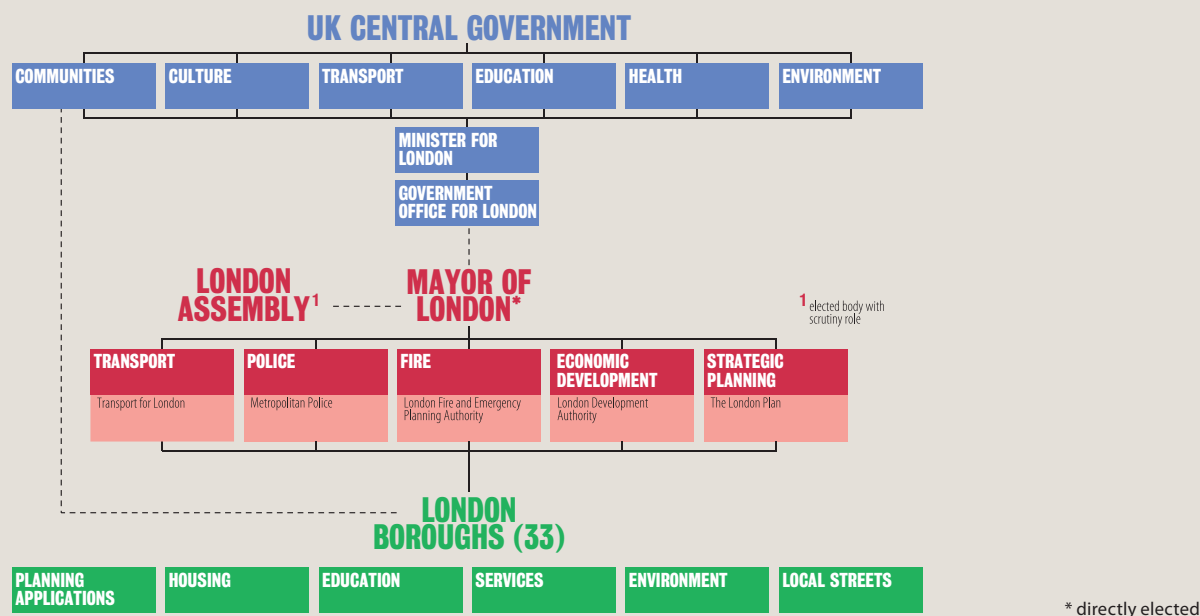 UK CENTRAL GOVERNMENT
COMMUNITIES
CULTURE
TRANSPORT
EDUCATION
HEALTH
ENVIRONMENT
MINISTER FOR
LONDON
GOVERNMENT
OFFICE FOR LONDON
LONDON
ASSEMBLY1
MAYOR OF
LONDON*
1 elected body with
scrutiny role
TRANSPORT
Transport for London
POLICE
Metropolitan Police
FIRE
London Fire and Emergency
Planning Authority
ECONOMIC
DEVELOPMENT
London Development
Authority
STRATEGIC
PLANNING
The London Plan
LONDON
BOROUGHS (33)
PLANNING
APPLICATIONS
HOUSING
EDUCATION
SERVICES
ENVIRONMENT
LOCAL STREETS
* directly elected